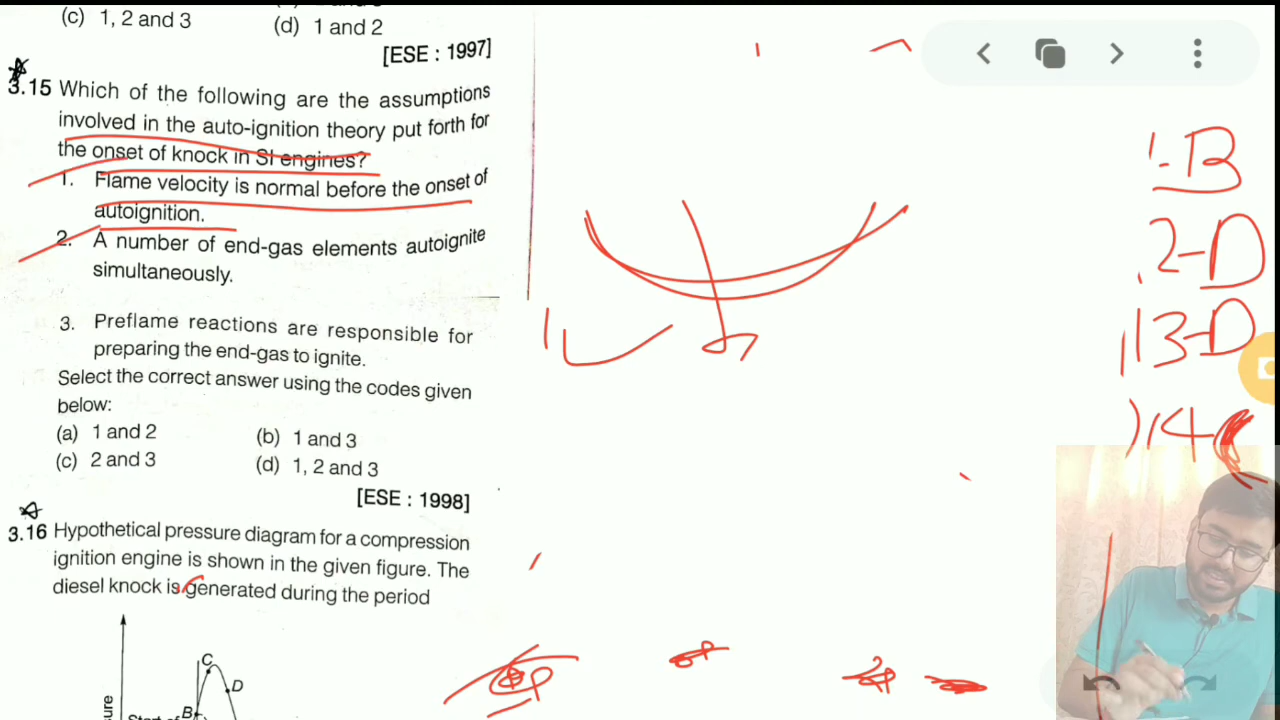 (c) 1, 2 and 3
(d) 1 and 2
[ESE : 1997]
3.15 Which of the following are the assumptions
involved in the auto-ignition theory put forth for
the onset of knock in SI engines?
1. Flame velocity is normal before the onset of
autoignition.
2. A number of end-gas elements autoignite
simultaneously.
3. Preflame reactions are responsible for
preparing the end-gas to ignite.
Select the correct answer using the codes given
below:
(a) 1 and 2
(b) 1 and 3
(c) 2 and 3
(d) 1, 2 and 3
[ESE : 1998]
3.16 Hypothetical pressure diagram for a compression
ignition engine is shown in the given figure. The
diesel knock is generated during the period
C
D
B
Start of
1-B
2-D
13-D
14-